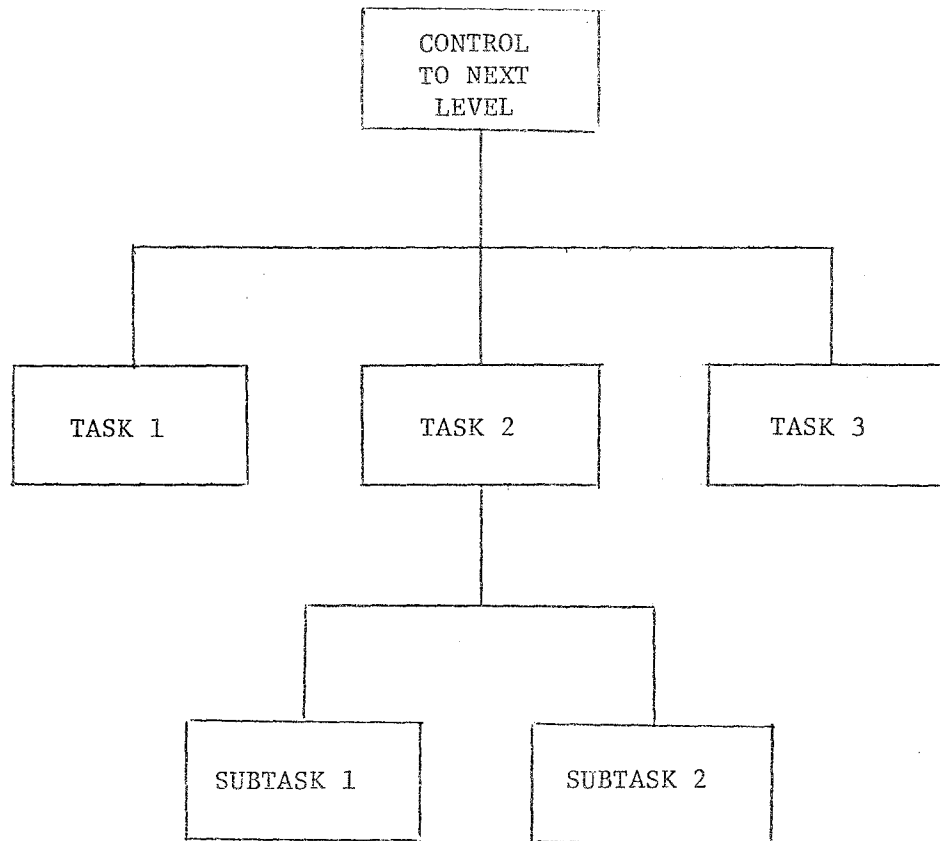 CONTROL
TO NEXT
LEVEL
TASK 1
TASK 2
TASK 3
SUBTASK 1
SUBTASK 2